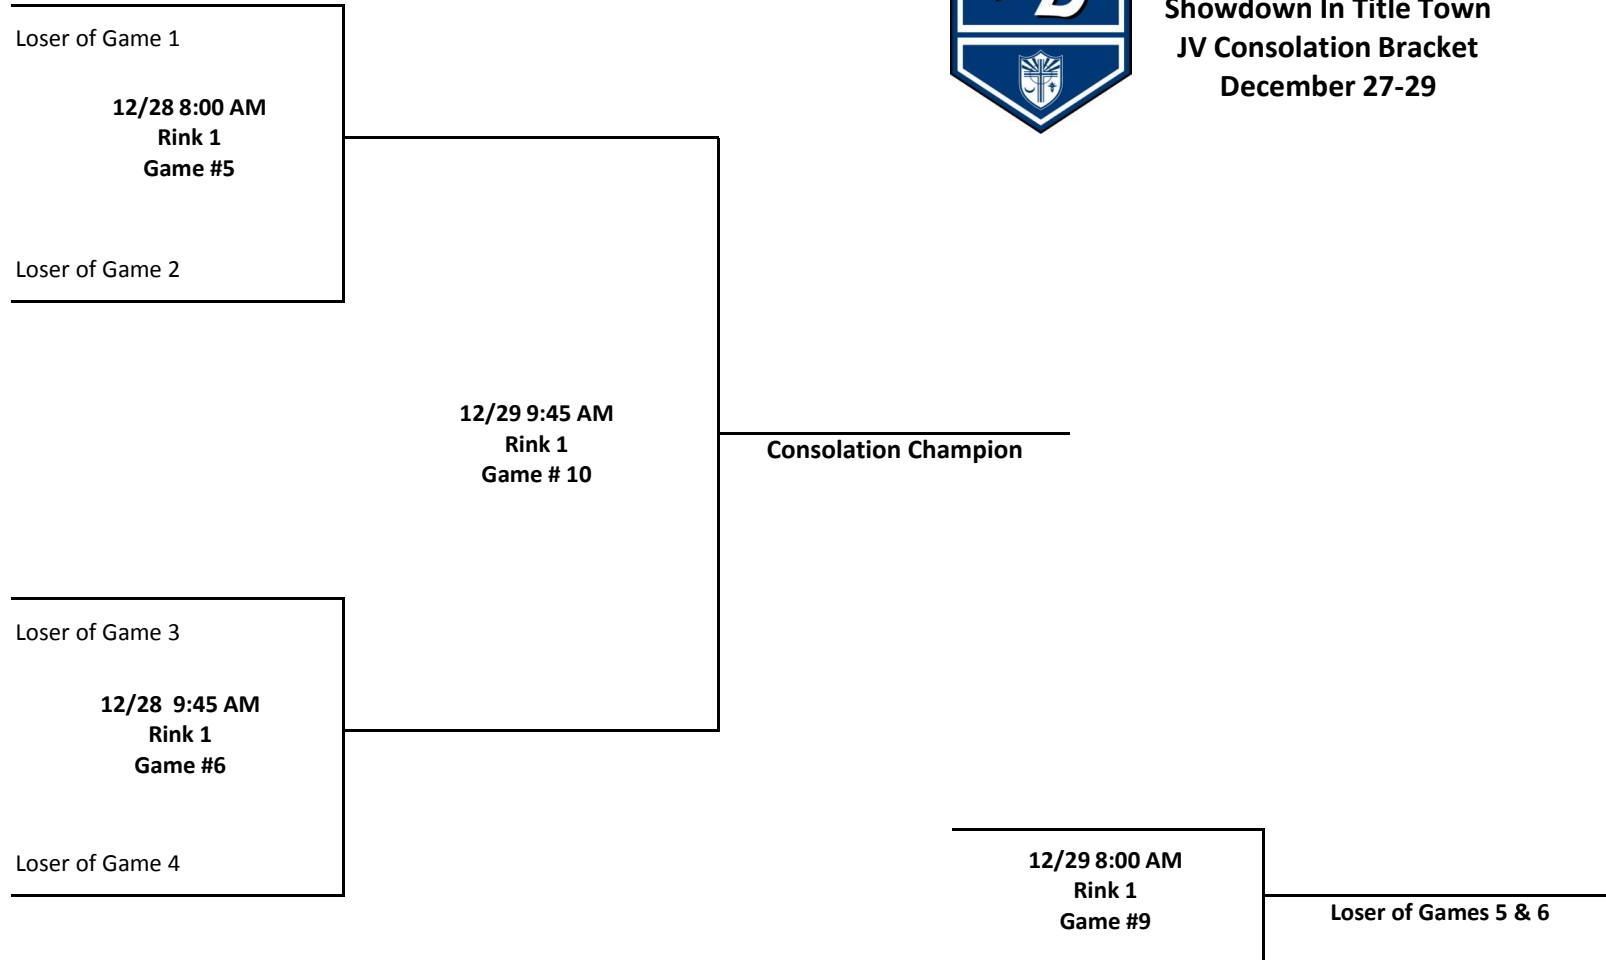 Showdown In Title Town
JV Consolation Bracket
December 27-29
Loser of Game 1
12/28 8:00 AM
Rink 1
Game #5
Loser of Game 2
12/29 9:45 AM
Rink 1
Game # 10
Consolation Champion
Loser of Game 3
12/28  9:45 AM
Rink 1
Game #6
Loser of Game 4
12/29 8:00 AM
Rink 1
Game #9
Loser of Games 5 & 6